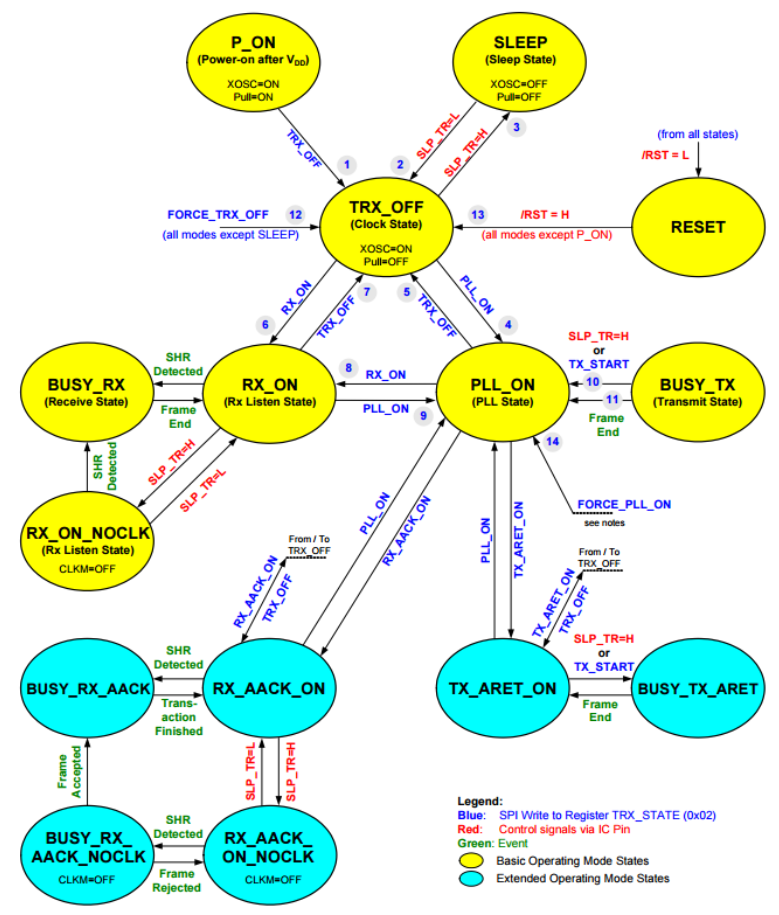 P_ON
(Power-on after VDD)
XOSC=ON
Pull=ON
SLEEP
(Sleep State)
XOSC=OFF
Pull=OFF
TRX_OFF
1
2
SLP_TR=L
SLP_TR=H
3
(from all states)
/RST = L
FORCE_TRX_OFF
12
(all modes except SLEEP)
TRX_OFF
(Clock State)
XOSC=ON
Pull=OFF
13
/RST = H
(all modes except P_ON)
RESET
RX_ON
6
7
TRX_OFF
5
TRX_OFF
PLL_ON
4
BUSY_RX
(Receive State)
SHR
Detected
Frame
End
RX_ON
(Rx Listen State)
8
RX_ON
PLL_ON
9
PLL_ON
(PLL State)
SLP_TR=H
or
TX_START
10
11
Frame
End
BUSY_TX
(Transmit State)
14
FORCE_PLL_ON
see notes
SHR
Detected
SLP_TR=H
SLP_TR=L
RX_ON_NOCLK
(Rx Listen State)
CLKM=OFF
PLL_ON
RX_AACK_ON
PLL_ON
TX_ARET_ON
From / To
TRX_OFF
RX_AACK_ON
TRX_OFF
From / To
TRX_OFF
TX_ARET_ON
TRX_OFF
BUSY_RX_AACK
SHR
Detected
Trans-
action
Finished
RX_AACK_ON
TX_ARET_ON
SLP_TR=H
or
TX_START
Frame
End
BUSY_TX_ARET
Frame
Accepted
SLP_TR=L
SLP_TR=H
BUSY_RX_
AACK_NOCLK
CLKM=OFF
SHR
Detected
Frame
Rejected
RX_AACK_
ON_NOCLK
CLKM=OFF
Legend:
Blue: SPI Write to Register TRX_STATE (0x02)
Red: Control signals via IC Pin
Green: Event
Basic Operating Mode States
Extended Operating Mode States